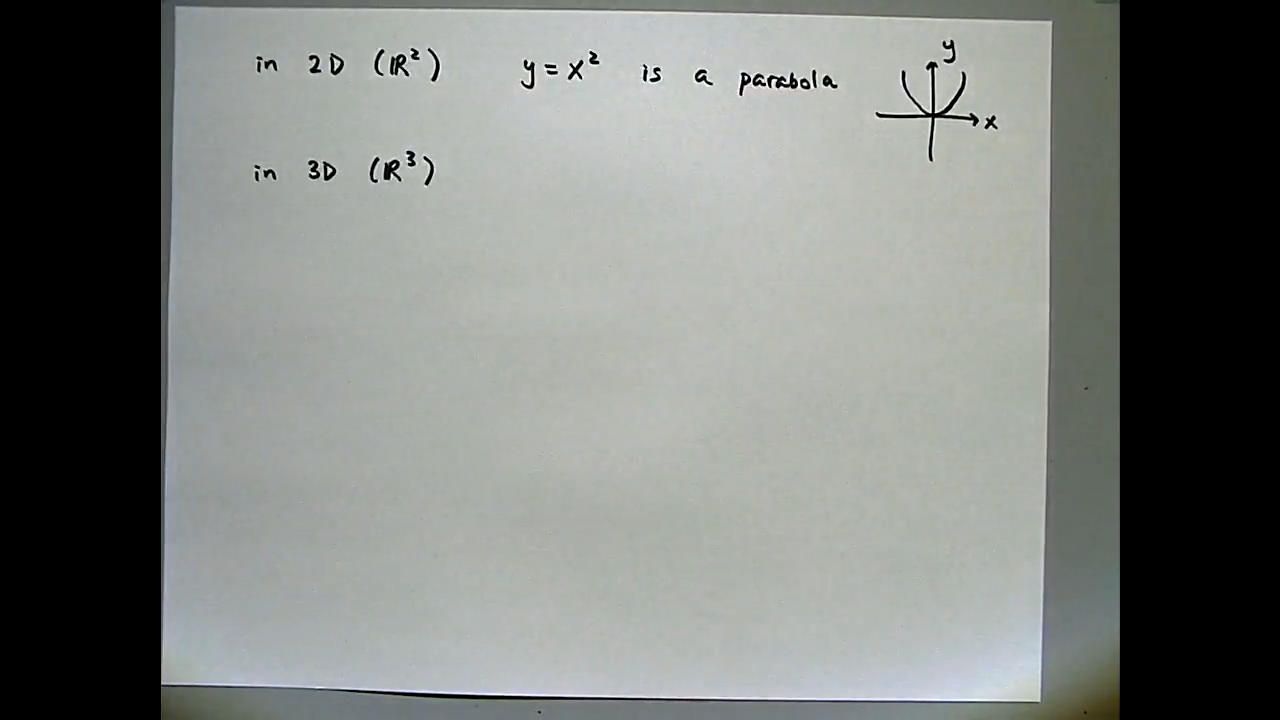 in 2D (ℝ²) y = x² is a parabola
y
x
in 3D (ℝ³)